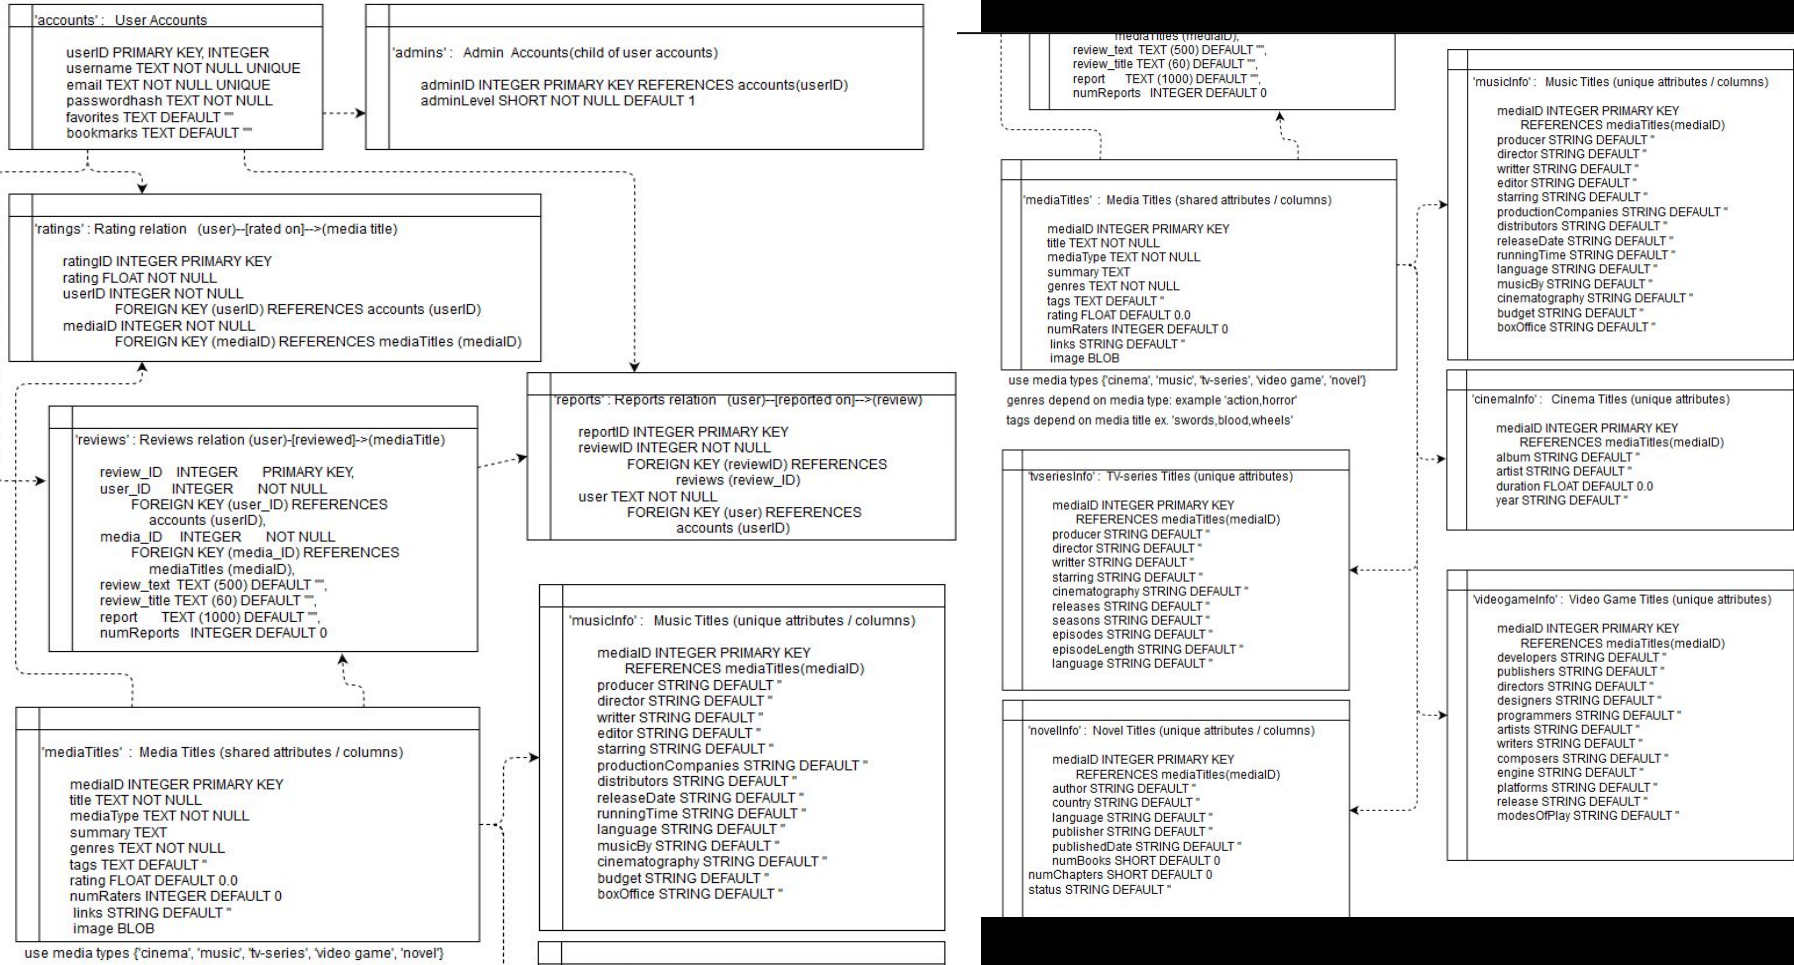 'accounts' : User Accounts
userID PRIMARY KEY, INTEGER
username TEXT NOT NULL UNIQUE
email TEXT NOT NULL UNIQUE
passwordhash TEXT NOT NULL
favorites TEXT DEFAULT ""
bookmarks TEXT DEFAULT ""
'admins' : Admin Accounts(child of user accounts)
adminID INTEGER PRIMARY KEY REFERENCES accounts(userID)
adminLevel SHORT NOT NULL DEFAULT 1
'ratings' : Rating relation (user)--[rated on]-->(media title)
ratingID INTEGER PRIMARY KEY
rating FLOAT NOT NULL
userID INTEGER NOT NULL
FOREIGN KEY (userID) REFERENCES accounts (userID)
mediaID INTEGER NOT NULL
FOREIGN KEY (mediaID) REFERENCES mediaTitles (mediaID)
'reports' : Reports relation (user)--[reported on]-->(review)
reportID INTEGER PRIMARY KEY
reviewID INTEGER NOT NULL
FOREIGN KEY (reviewID) REFERENCES
reviews (review_ID)
user TEXT NOT NULL
FOREIGN KEY (user) REFERENCES
accounts (userID)
'reviews' : Reviews relation (user)-[reviewed]->(mediaTitle)
review_ID INTEGER PRIMARY KEY,
user_ID INTEGER NOT NULL
FOREIGN KEY (user_ID) REFERENCES
accounts (userID),
media_ID INTEGER NOT NULL
FOREIGN KEY (media_ID) REFERENCES
mediaTitles (mediaID),
review_text TEXT (500) DEFAULT "",
review_title TEXT (60) DEFAULT "",
report TEXT (1000) DEFAULT "",
numReports INTEGER DEFAULT 0
'musicInfo' : Music Titles (unique attributes / columns)
mediaID INTEGER PRIMARY KEY
REFERENCES mediaTitles(mediaID)
producer STRING DEFAULT ''
director STRING DEFAULT ''
writter STRING DEFAULT ''
editor STRING DEFAULT ''
starring STRING DEFAULT ''
productionCompanies STRING DEFAULT ''
distributors STRING DEFAULT ''
releaseDate STRING DEFAULT ''
runningTime STRING DEFAULT ''
language STRING DEFAULT ''
musicBy STRING DEFAULT ''
cinematography STRING DEFAULT ''
budget STRING DEFAULT ''
boxOffice STRING DEFAULT ''
'mediaTitles' : Media Titles (shared attributes / columns)
mediaID INTEGER PRIMARY KEY
title TEXT NOT NULL
mediaType TEXT NOT NULL
summary TEXT
genres TEXT NOT NULL
tags TEXT DEFAULT ''
rating FLOAT DEFAULT 0.0
numRaters INTEGER DEFAULT 0
links STRING DEFAULT ''
image BLOB
use media types {'cinema', 'music', 'tv-series', 'video game', 'novel'}
mediaTitles (mediaID),
review_text TEXT (500) DEFAULT "",
review_title TEXT (60) DEFAULT "",
report TEXT (1000) DEFAULT "",
numReports INTEGER DEFAULT 0
'mediaTitles' : Media Titles (shared attributes / columns)
mediaID INTEGER PRIMARY KEY
title TEXT NOT NULL
mediaType TEXT NOT NULL
summary TEXT
genres TEXT NOT NULL
tags TEXT DEFAULT ''
rating FLOAT DEFAULT 0.0
numRaters INTEGER DEFAULT 0
links STRING DEFAULT ''
image BLOB
use media types {'cinema', 'music', 'tv-series', 'video game', 'novel'}
genres depend on media type: example 'action,horror'
tags depend on media title ex. 'swords,blood,wheels'
'tvseriesInfo' : TV-series Titles (unique attributes)
mediaID INTEGER PRIMARY KEY
REFERENCES mediaTitles(mediaID)
producer STRING DEFAULT ''
director STRING DEFAULT ''
writter STRING DEFAULT ''
starring STRING DEFAULT ''
cinematography STRING DEFAULT ''
releases STRING DEFAULT ''
seasons STRING DEFAULT ''
episodes STRING DEFAULT ''
episodeLength STRING DEFAULT ''
language STRING DEFAULT ''
'novelInfo' : Novel Titles (unique attributes / columns)
mediaID INTEGER PRIMARY KEY
REFERENCES mediaTitles(mediaID)
author STRING DEFAULT ''
country STRING DEFAULT ''
language STRING DEFAULT ''
publisher STRING DEFAULT ''
publishedDate STRING DEFAULT ''
numBooks SHORT DEFAULT 0
numChapters SHORT DEFAULT 0
status STRING DEFAULT ''
'musicInfo' : Music Titles (unique attributes / columns)
mediaID INTEGER PRIMARY KEY
REFERENCES mediaTitles(mediaID)
producer STRING DEFAULT ''
director STRING DEFAULT ''
writter STRING DEFAULT ''
editor STRING DEFAULT ''
starring STRING DEFAULT ''
productionCompanies STRING DEFAULT ''
distributors STRING DEFAULT ''
releaseDate STRING DEFAULT ''
runningTime STRING DEFAULT ''
language STRING DEFAULT ''
musicBy STRING DEFAULT ''
cinematography STRING DEFAULT ''
budget STRING DEFAULT ''
boxOffice STRING DEFAULT ''
'cinemaInfo' : Cinema Titles (unique attributes)
mediaID INTEGER PRIMARY KEY
REFERENCES mediaTitles(mediaID)
album STRING DEFAULT ''
artist STRING DEFAULT ''
duration FLOAT DEFAULT 0.0
year STRING DEFAULT ''
'videogameInfo' : Video Game Titles (unique attributes)
mediaID INTEGER PRIMARY KEY
REFERENCES mediaTitles(mediaID)
developers STRING DEFAULT ''
publishers STRING DEFAULT ''
directors STRING DEFAULT ''
designers STRING DEFAULT ''
programmers STRING DEFAULT ''
artists STRING DEFAULT ''
writers STRING DEFAULT ''
composers STRING DEFAULT ''
engine STRING DEFAULT ''
platforms STRING DEFAULT ''
release STRING DEFAULT ''
modesOfPlay STRING DEFAULT ''